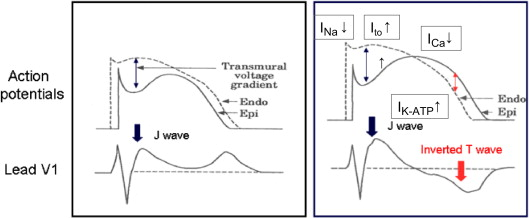 Action
potentials
Lead V1
Transmural
voltage
gradient
Endo
Epi
J wave
INa↓
Ito↑
ICa↓
↑
Endo
Epi
IK-ATP↑
J wave
Inverted T wave